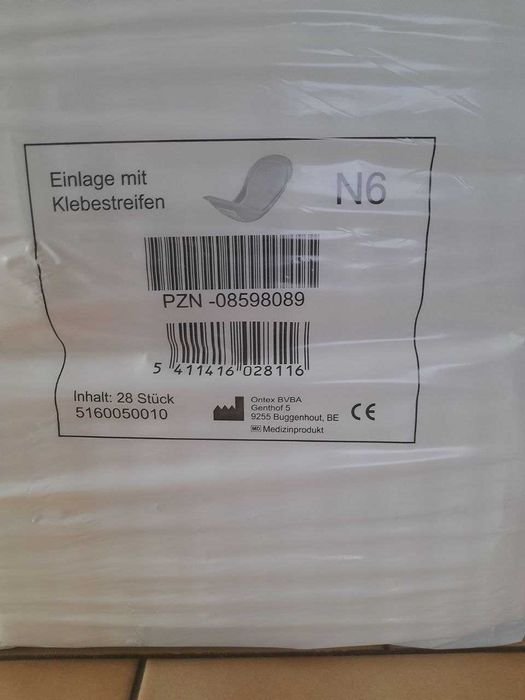 Einlage mit
Klebestreifen
N6
PZN -08598089
5 411416 028116
Inhalt: 28 Stück
5160050010
Ontex BVBA
Genthof 5
9255 Buggenhout, BE
MD Medizinprodukt
CE